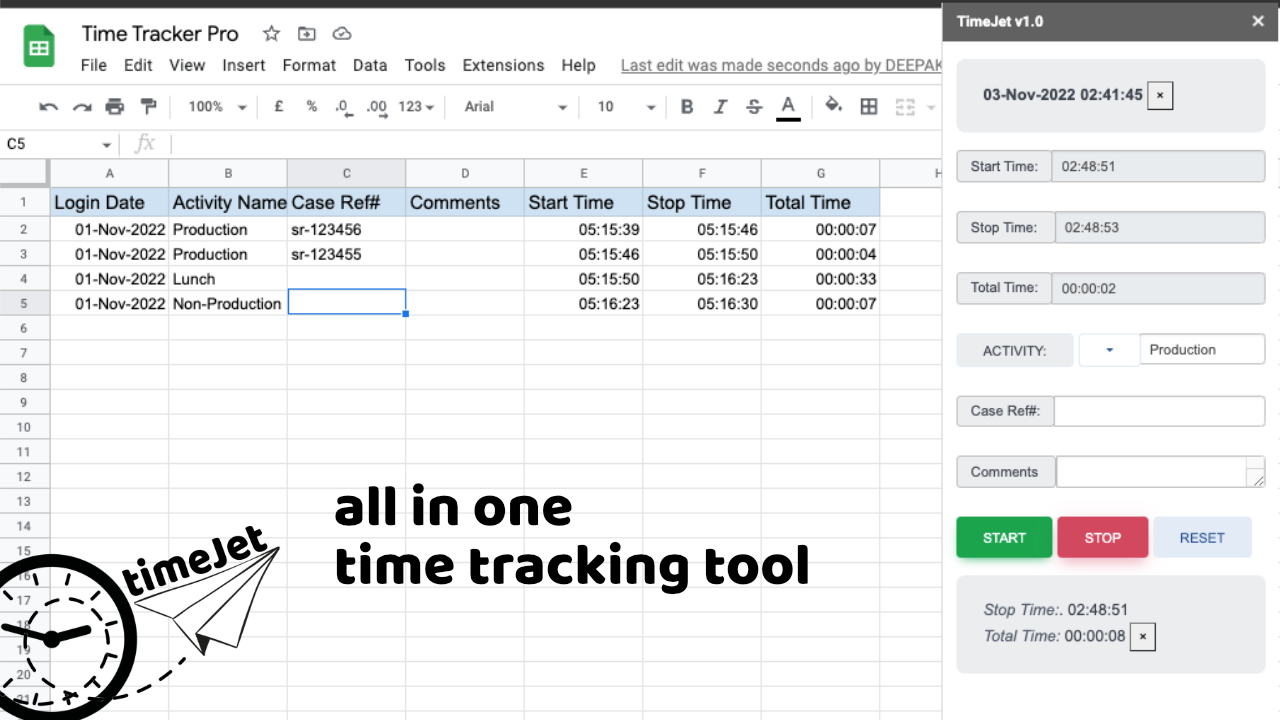 Time Tracker Pro
File Edit View Insert Format Data Tools Extensions Help Last edit was made seconds ago by DEEPAK
100% £ % .0 .00 123 Arial 10 B I S A
C5 fx
A B C D E F G H
1 Login Date Activity Name Case Ref# Comments Start Time Stop Time Total Time
2 01-Nov-2022 Production sr-123456 05:15:39 05:15:46 00:00:07
3 01-Nov-2022 Production sr-123455 05:15:46 05:15:50 00:00:04
4 01-Nov-2022 Lunch 05:15:50 05:16:23 00:00:33
5 01-Nov-2022 Non-Production 05:16:23 05:16:30 00:00:07
6
7
8
9
10
11
12
13
14
15
16
17
18
19
20
21
timeJet
all in one
time tracking tool
TimeJet v1.0 ×
03-Nov-2022 02:41:45 ×
Start Time: 02:48:51
Stop Time: 02:48:53
Total Time: 00:00:02
ACTIVITY: Production
Case Ref#:
Comments
START STOP RESET
Stop Time:. 02:48:51
Total Time: 00:00:08 ×